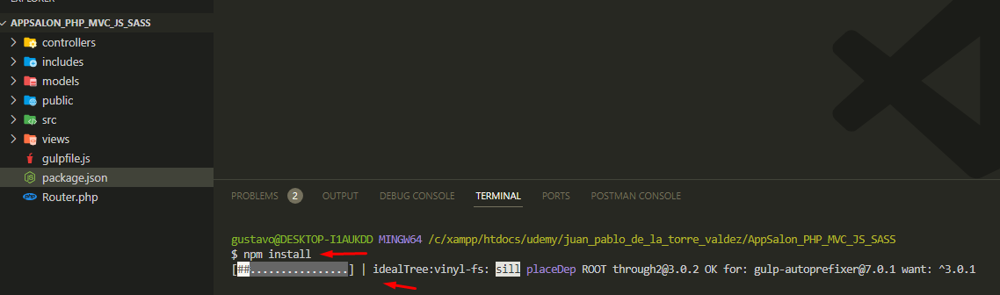 EXPLORER
APPSALON_PHP_MVC_JS_SASS
controllers
includes
models
public
src
views
gulpfile.js
package.json
Router.php
PROBLEMS 2 OUTPUT DEBUG CONSOLE TERMINAL PORTS POSTMAN CONSOLE
gustavo@DESKTOP-I1AUKDD MINGW64 /c/xampp/htdocs/udemy/juan_pablo_de_la_torre_valdez/AppSalon_PHP_MVC_JS_SASS
$ npm install
[##................] | idealTree:vinyl-fs: sill placeDep ROOT through2@3.0.2 OK for: gulp-autoprefixer@7.0.1 want: ^3.0.1